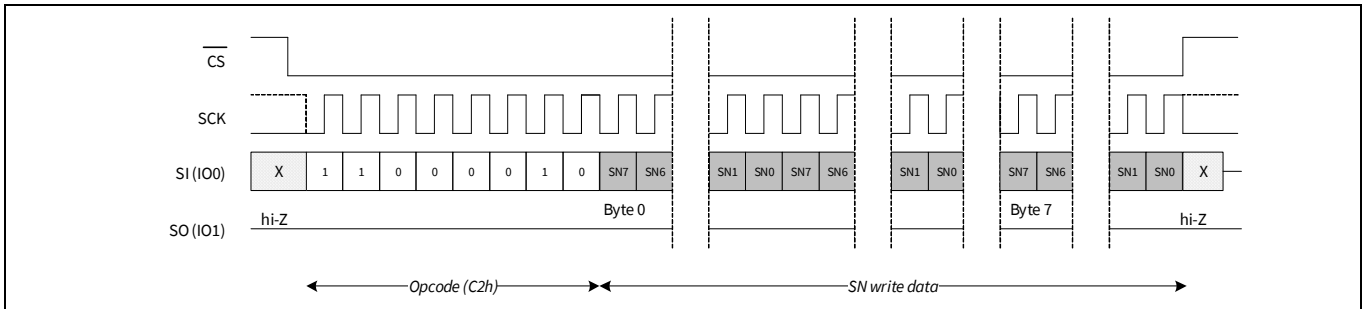 CS
SCK
SI (IO0) X 1 1 0 0 0 0 1 0 SN7 SN6 SN1 SN0 SN7 SN6 SN1 SN0 SN7 SN6 SN1 SN0 X
Byte 0 Byte 7
SO (IO1) hi-Z hi-Z
Opcode (C2h) SN write data